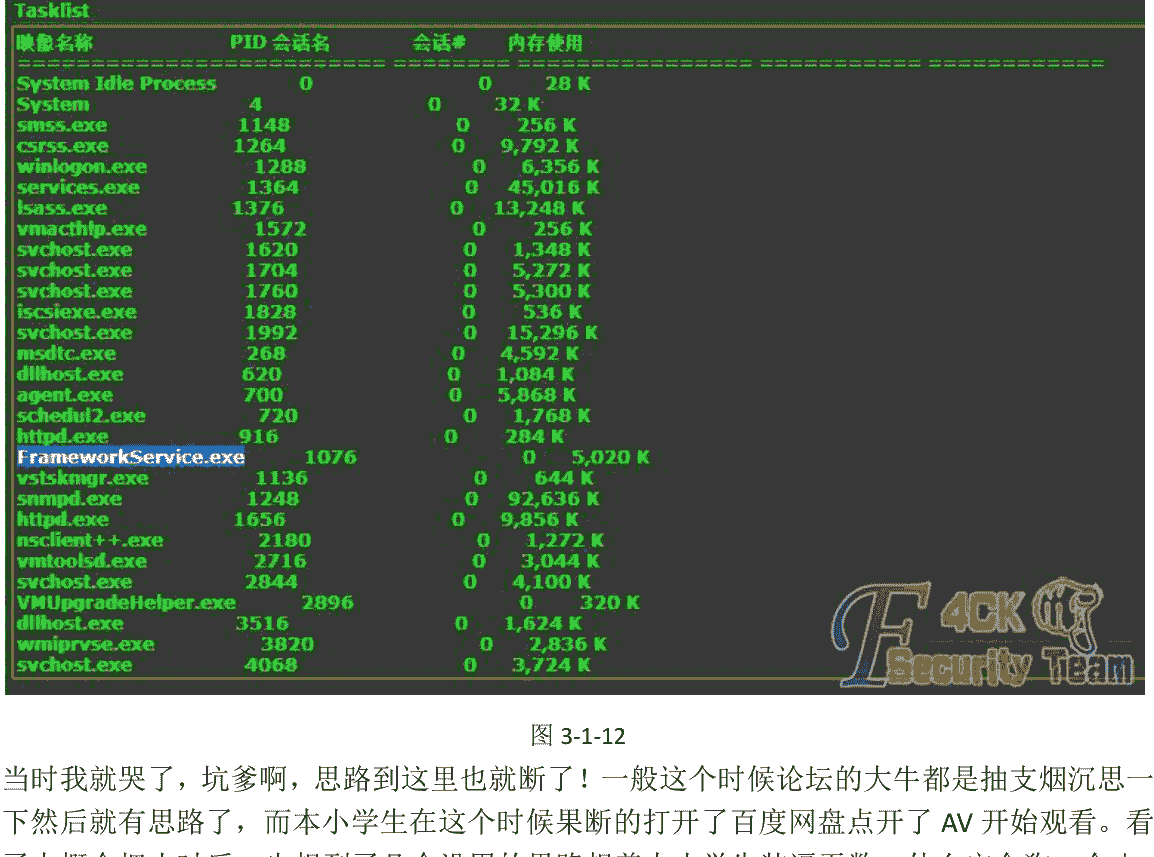 Tasklist
映像名称 PID 会话名 会话# 内存使用
========================= ======== ================ =========== ============
System Idle Process 0 0 28 K
System 4 0 32 K
smss.exe 1148 0 256 K
csrss.exe 1264 0 9,792 K
winlogon.exe 1288 0 6,356 K
services.exe 1364 0 45,016 K
lsass.exe 1376 0 13,248 K
vmacthlp.exe 1572 0 256 K
svchost.exe 1620 0 1,348 K
svchost.exe 1704 0 5,272 K
svchost.exe 1760 0 5,300 K
iscsiexe.exe 1828 0 536 K
svchost.exe 1992 0 15,296 K
msdtc.exe 268 0 4,592 K
dllhost.exe 620 0 1,084 K
agent.exe 700 0 5,868 K
schedul2.exe 720 0 1,768 K
httpd.exe 916 0 284 K
FrameworkService.exe 1076 0 5,020 K
vstskmgr.exe 1136 0 644 K
snmpd.exe 1248 0 92,636 K
httpd.exe 1656 0 9,856 K
nsclient++.exe 2180 0 1,272 K
vmtoolsd.exe 2716 0 3,044 K
svchost.exe 2844 0 4,100 K
VMUpgradeHelper.exe 2896 0 320 K
dllhost.exe 3516 0 1,624 K
wmiprvse.exe 3820 0 2,836 K
svchost.exe 4068 0 3,724 K
F4CK
Security Team
图 3-1-12
当时我就哭了，坑爹啊，思路到这里也就断了！一般这个时候论坛的大牛都是抽支烟沉思一
下然后就有思路了，而本小学生在这个时候果断的打开了百度网盘点开了 AV 开始观看。看